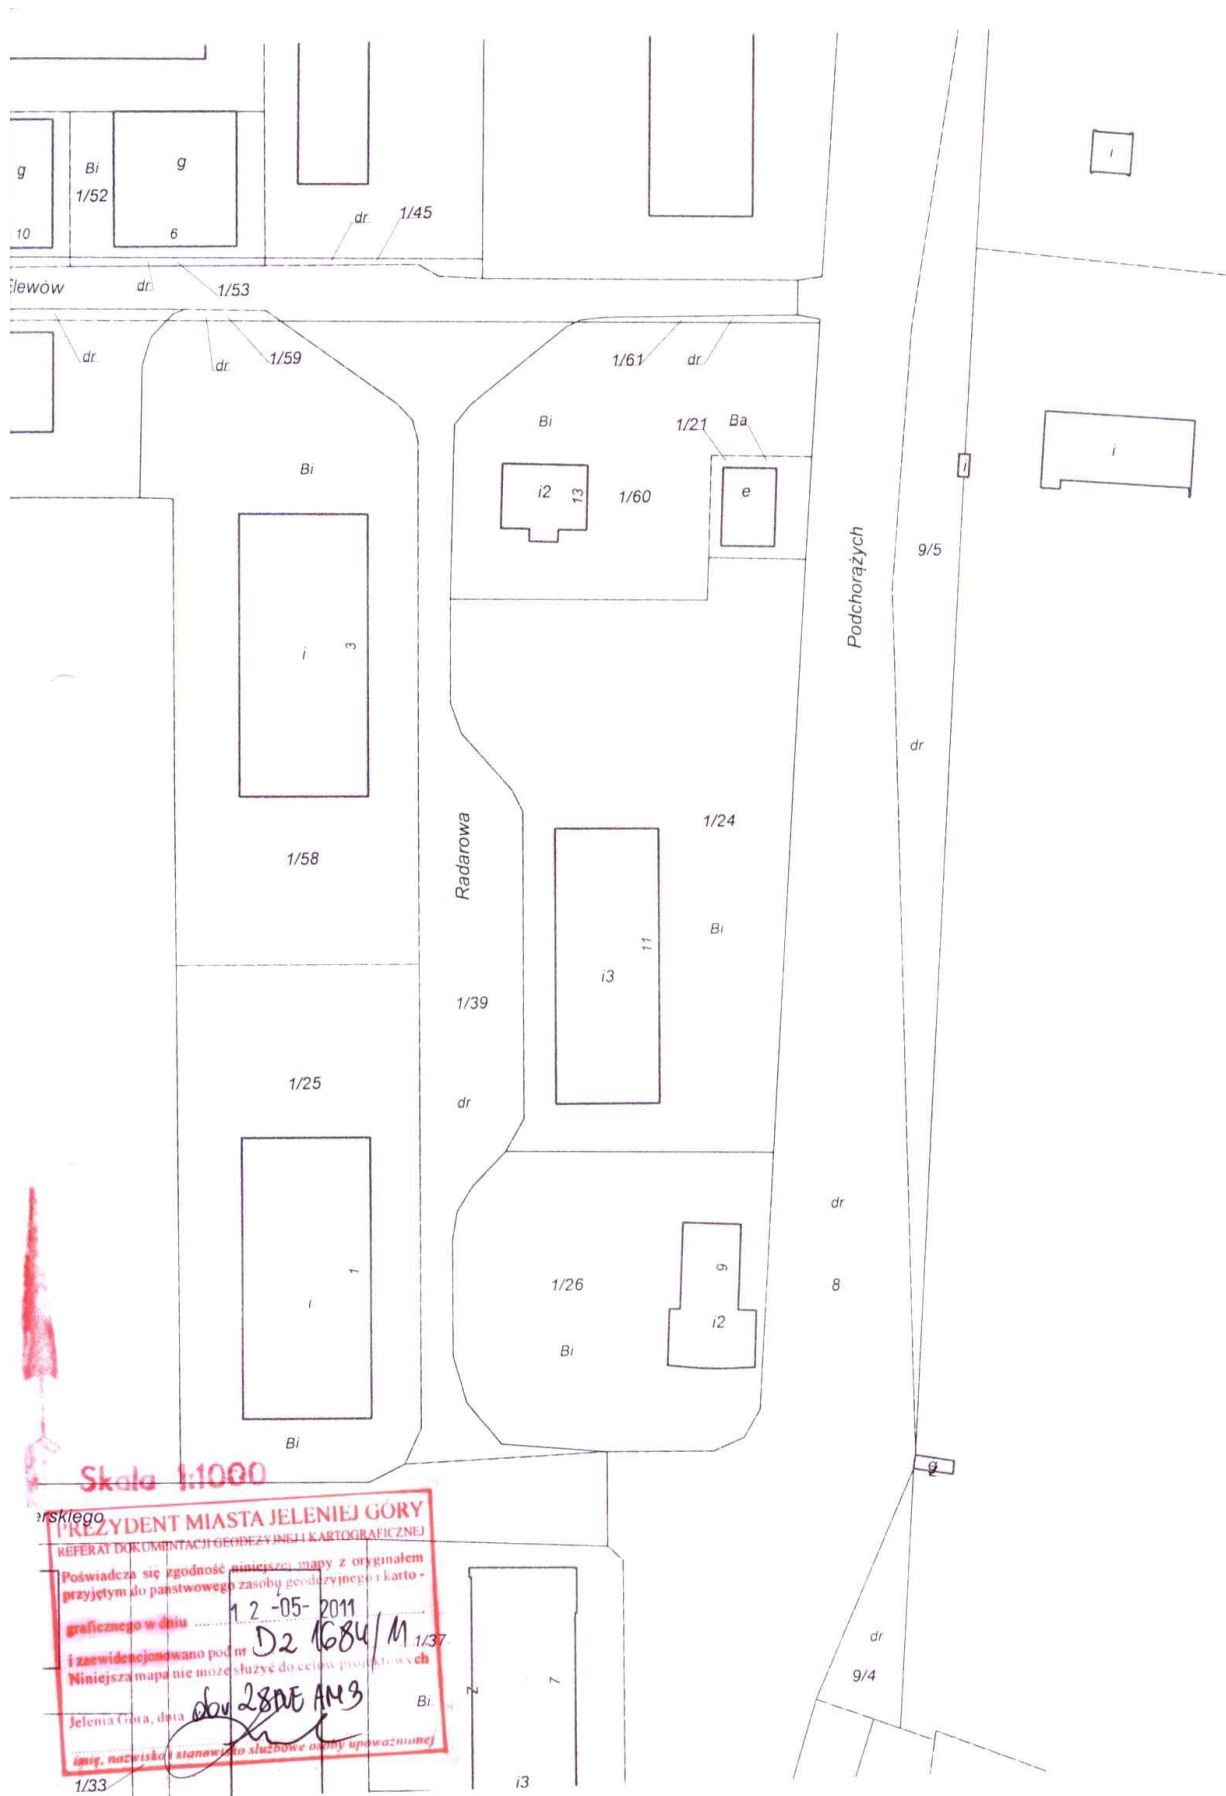 i
g
Bi
g
1/52
10
6
dr.
1/45
dr.
1/53
dr.
dr.
1/59
1/61
dr.
Bi
1/21
Ba
i
Bi
i2
13
1/60
e
i
Podchorążych
9/5
i
3
dr
1/24
1/58
Radarowa
Bi
11
i3
1/39
1/25
dr
dr
1/26
9
8
1
i
i2
Bi
Bi
Skala 1:1000
PREZYDENT MIASTA JELENIEJ GÓRY
REFERAT DOKUMENTACJI GEODEZYJNEJ I KARTOGRAFICZNEJ
Poświadcza się zgodność niniejszej mapy z oryginałem
przyjętym do państwowego zasobu geodezyjnego i karto -
graficznego w dniu 12 -05- 2011
i zaewidencjonowano pod nr
1/37
Niniejsza mapa nie może służyć do celów projektowych
Bi
2
7
Jelenia Góra, dnia
imię, nazwisko i stanowisko służbowe osoby upoważnionej
dr
9/4
1/33
i3